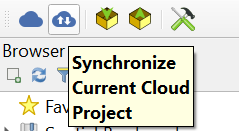 Browser
Synchronize
Current Cloud
Project
Fav